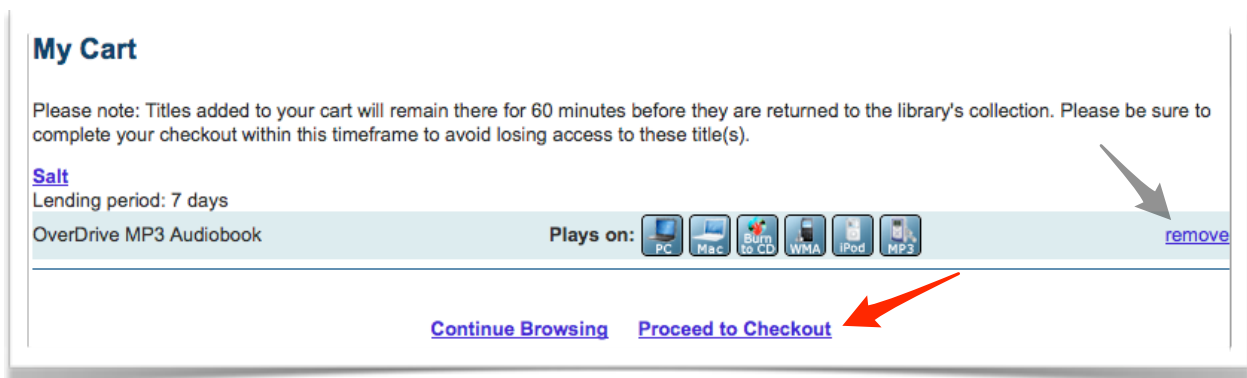 My Cart
Please note: Titles added to your cart will remain there for 60 minutes before they are returned to the library's collection. Please be sure to
complete your checkout within this timeframe to avoid losing access to these title(s).
Salt
Lending period: 7 days
OverDrive MP3 Audiobook Plays on: PC Mac Burn to CD WMA iPod MP3 remove
Continue Browsing Proceed to Checkout